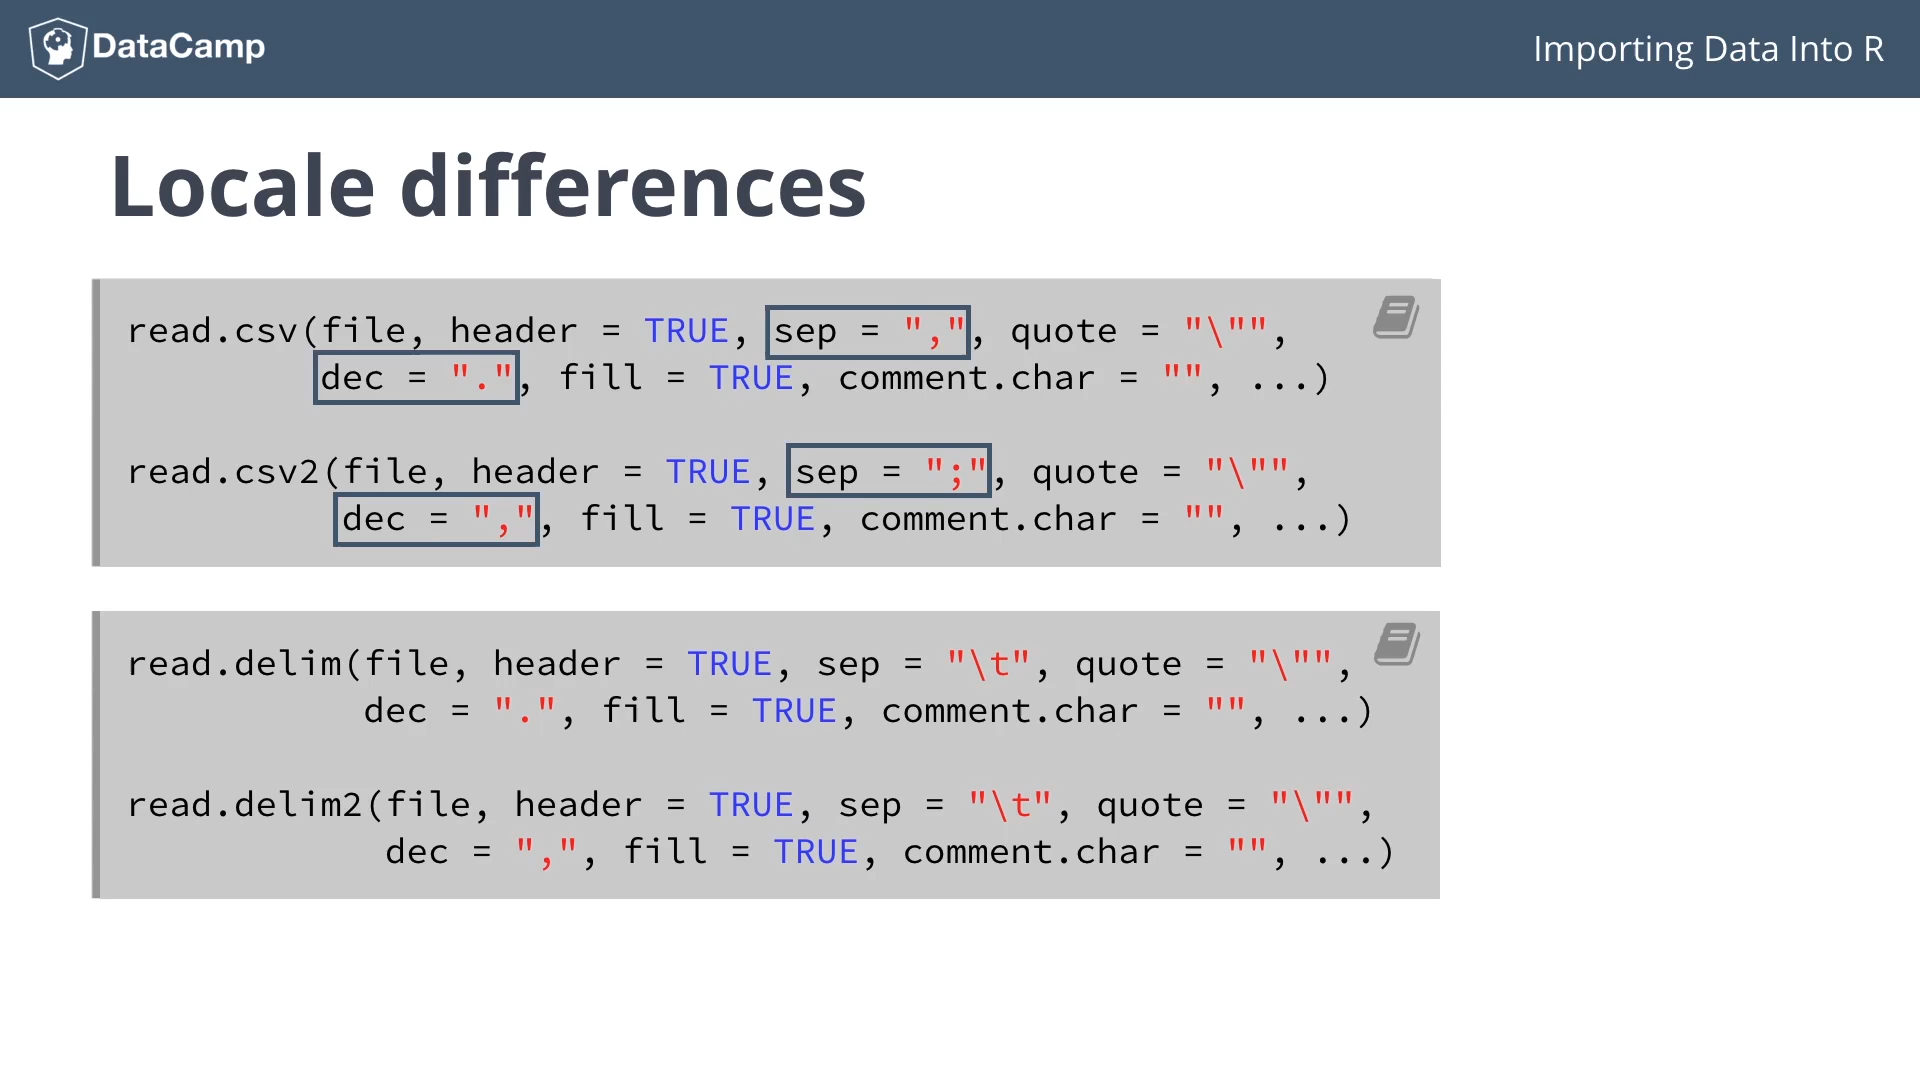 DataCamp
Importing Data Into R
Locale differences
read.csv(file, header = TRUE, sep = ",", quote = "\"",
dec = ".", fill = TRUE, comment.char = "", ...)
read.csv2(file, header = TRUE, sep = ";", quote = "\"",
dec = ",", fill = TRUE, comment.char = "", ...)
read.delim(file, header = TRUE, sep = "\t", quote = "\"",
dec = ".", fill = TRUE, comment.char = "", ...)
read.delim2(file, header = TRUE, sep = "\t", quote = "\"",
dec = ",", fill = TRUE, comment.char = "", ...)